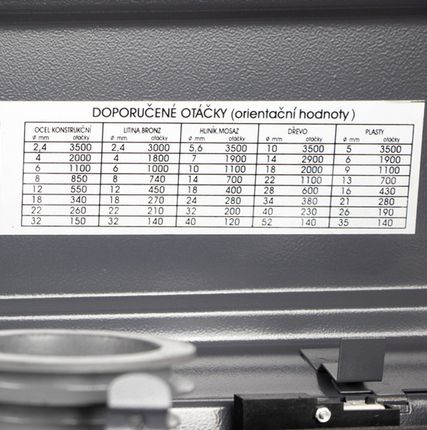 DOPORUČENÉ OTÁČKY (orientační hodnoty)
OCEL KONSTRUKČNÍ LITINA, BRONZ HLINÍK, MOSAZ DŘEVO PLASTY
ø mm otáčky ø mm otáčky ø mm otáčky ø mm otáčky ø mm otáčky
2,4 3500 2,4 3000 5,6 3500 10 3500 5 3500
4 2000 4 1800 7 1900 14 2900 6 1900
6 1100 6 1000 10 1100 18 2000 9 1100
8 850 8 740 14 700 22 1100 13 700
12 550 12 450 18 400 28 600 16 430
18 340 18 270 24 280 34 380 21 280
22 260 22 210 32 200 40 230 26 190
32 150 32 140 40 120 52 140 35 140